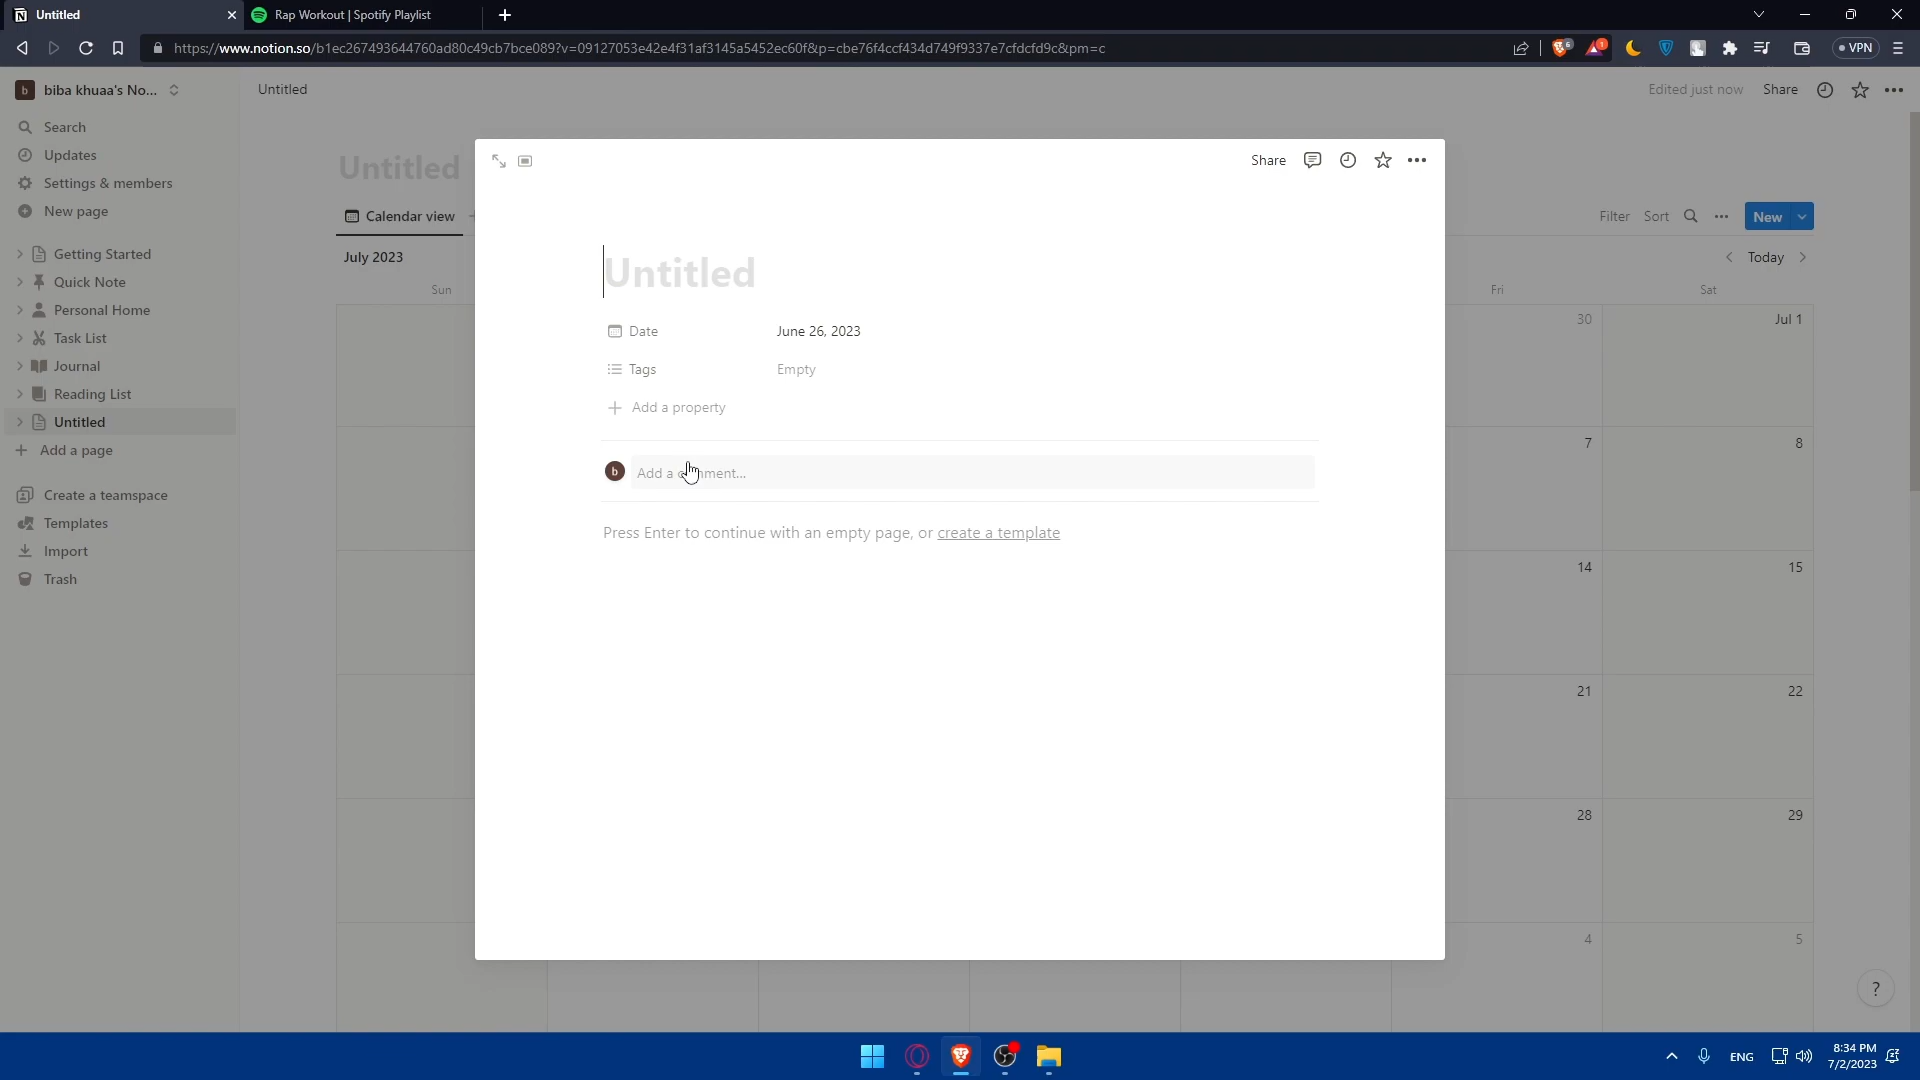 Untitled
Rap Workout | Spotify Playlist
https://www.notion.so/b1ec267493644760ad80c49cb7bce089?v=09127053e42e4f31af3145a5452ec60f&p=cbe76f4ccf434d749f9337e7cfdcfd9c&pm=c
6
1
VPN
b biba khuaa's No...
Untitled
Edited just now
Share
Search
Updates
Settings & members
New page
Getting Started
Quick Note
Personal Home
Task List
Journal
Reading List
Untitled
Add a page
Create a teamspace
Templates
Import
Trash
Untitled
Calendar view
Filter
Sort
New
July 2023
Today
Sun
Fri
Sat
30
Jul 1
7
8
14
15
21
22
28
29
4
5
Share
Untitled
Date
June 26, 2023
Tags
Empty
Add a property
b
Press Enter to continue with an empty page, or create a template
?
ENG
8:34 PM
7/2/2023